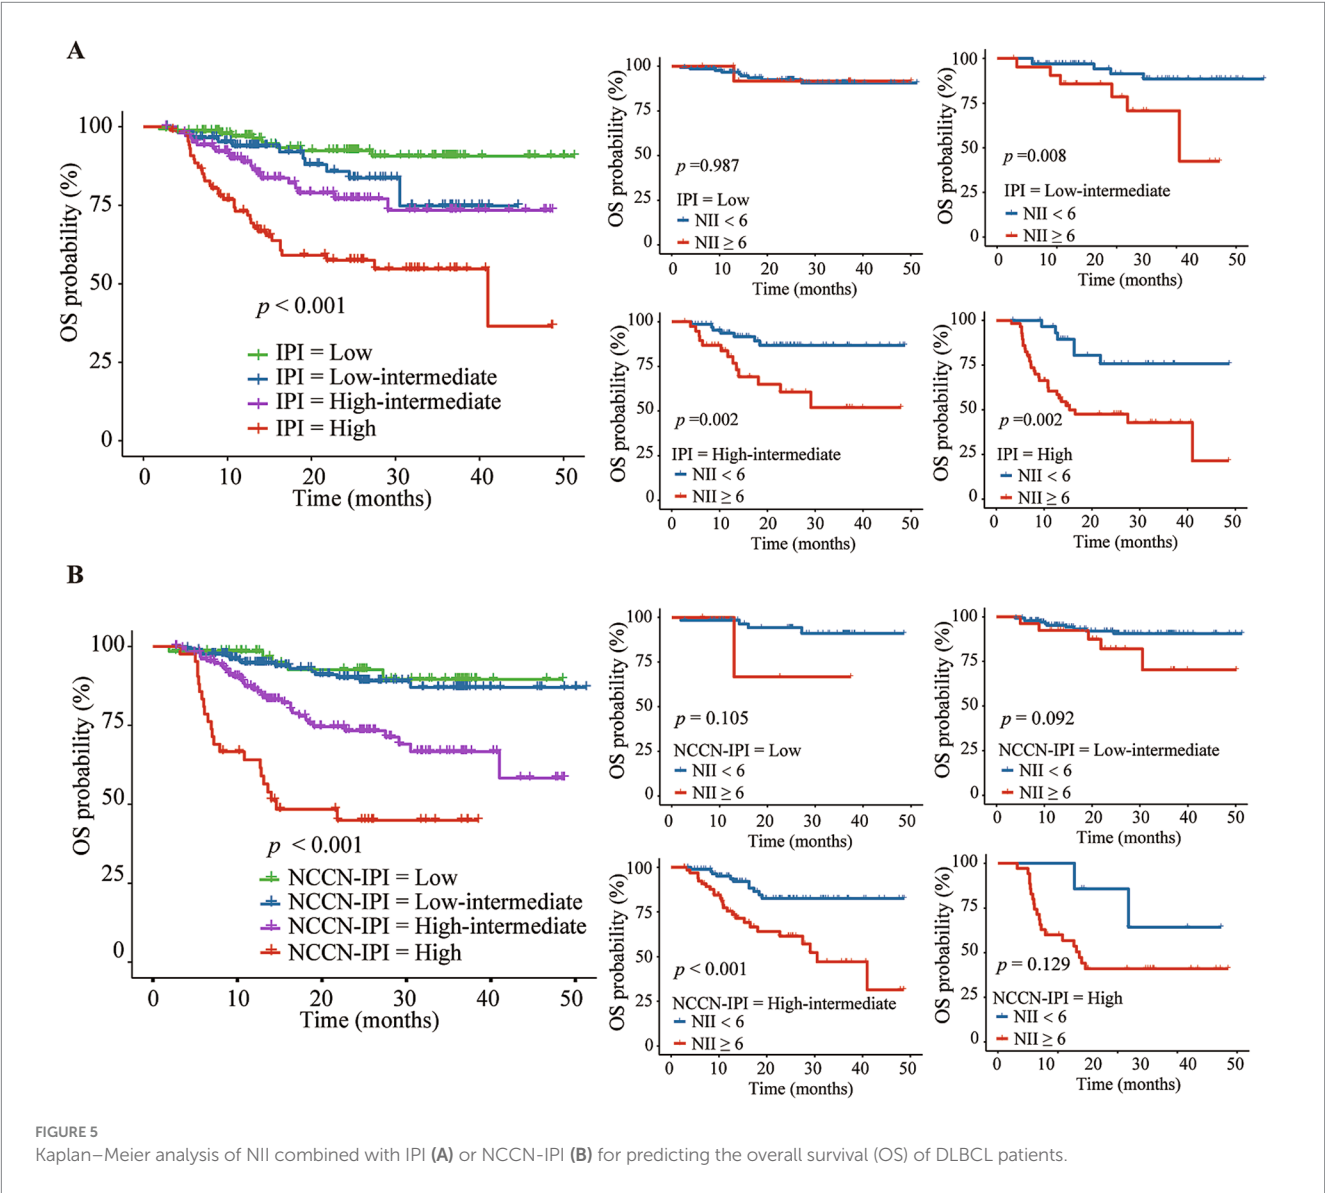 A
OS probability (%)
100
75
50
25
0
p < 0.001
IPI = Low
IPI = Low-intermediate
IPI = High-intermediate
IPI = High
0 10 20 30 40 50
Time (months)
OS probability (%)
100
75
50
25
0
p =0.987
IPI = Low
NII < 6
NII ≥ 6
0 10 20 30 40 50
Time (months)
OS probability (%)
100
75
50
25
0
p =0.008
IPI = Low-intermediate
NII < 6
NII ≥ 6
0 10 20 30 40 50
Time (months)
OS probability (%)
100
75
50
25
0
p =0.002
IPI = High-intermediate
NII < 6
NII ≥ 6
0 10 20 30 40 50
Time (months)
OS probability (%)
100
75
50
25
0
p =0.002
IPI = High
NII < 6
NII ≥ 6
0 10 20 30 40 50
Time (months)
B
OS probability (%)
100
75
50
25
0
p < 0.001
NCCN-IPI = Low
NCCN-IPI = Low-intermediate
NCCN-IPI = High-intermediate
NCCN-IPI = High
0 10 20 30 40 50
Time (months)
OS probability (%)
100
75
50
25
0
p = 0.105
NCCN-IPI = Low
NII < 6
NII ≥ 6
0 10 20 30 40 50
Time (months)
OS probability (%)
100
75
50
25
0
p = 0.092
NCCN-IPI = Low-intermediate
NII < 6
NII ≥ 6
0 10 20 30 40 50
Time (months)
OS probability (%)
100
75
50
25
0
p < 0.001
NCCN-IPI = High-intermediate
NII < 6
NII ≥ 6
0 10 20 30 40 50
Time (months)
OS probability (%)
100
75
50
25
0
p = 0.129
NCCN-IPI = High
NII < 6
NII ≥ 6
0 10 20 30 40 50
Time (months)
FIGURE 5
Kaplan–Meier analysis of NII combined with IPI (A) or NCCN-IPI (B) for predicting the overall survival (OS) of DLBCL patients.